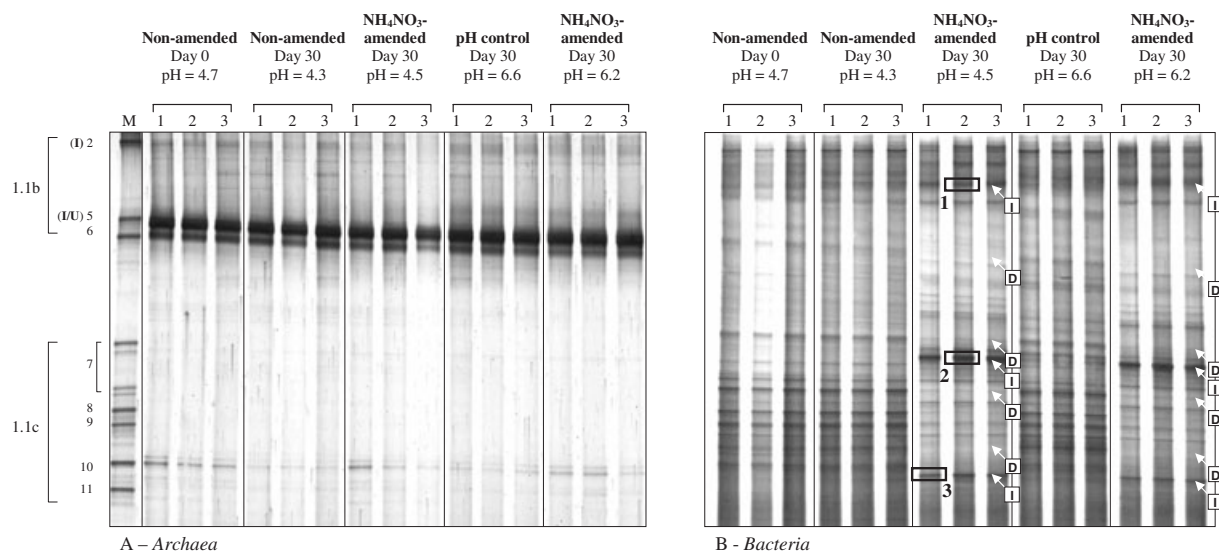 Non-amended
Day 0
pH = 4.7
Non-amended
Day 30
pH = 4.3
NH₄NO₃-
amended
Day 30
pH = 4.5
pH control
Day 30
pH = 6.6
NH₄NO₃-
amended
Day 30
pH = 6.2
M 1 2 3 1 2 3 1 2 3 1 2 3 1 2 3
1.1b
(I) 2
(I/U) 5
6
1.1c
7
8
9
10
11
A – Archaea
Non-amended
Day 0
pH = 4.7
Non-amended
Day 30
pH = 4.3
NH₄NO₃-
amended
Day 30
pH = 4.5
pH control
Day 30
pH = 6.6
NH₄NO₃-
amended
Day 30
pH = 6.2
1 2 3 1 2 3 1 2 3 1 2 3 1 2 3
1
I I
D D
D D
2 I I
D D
D D
3 I I
B - Bacteria